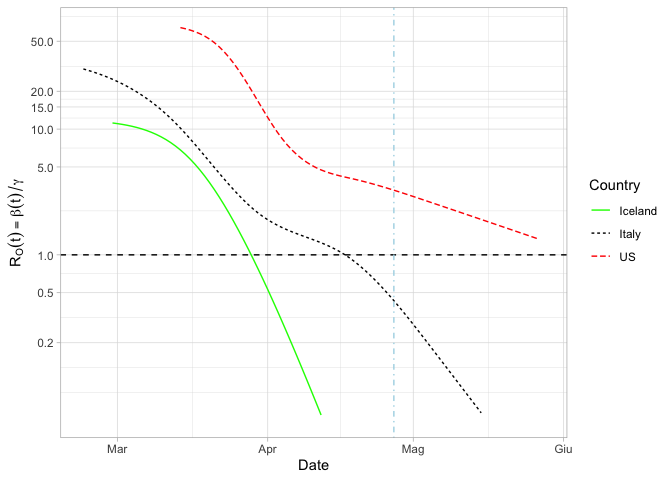 R₀(t) = β(t)/γ
50.0
20.0
15.0
10.0
5.0
1.0
0.5
0.2
Mar
Apr
Mag
Giu
Date
Country
Iceland
Italy
US